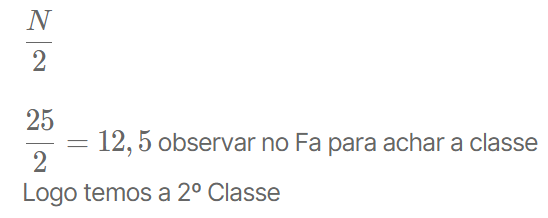 N
2
25
2
= 12, 5 observar no Fa para achar a classe
Logo temos a 2º Classe